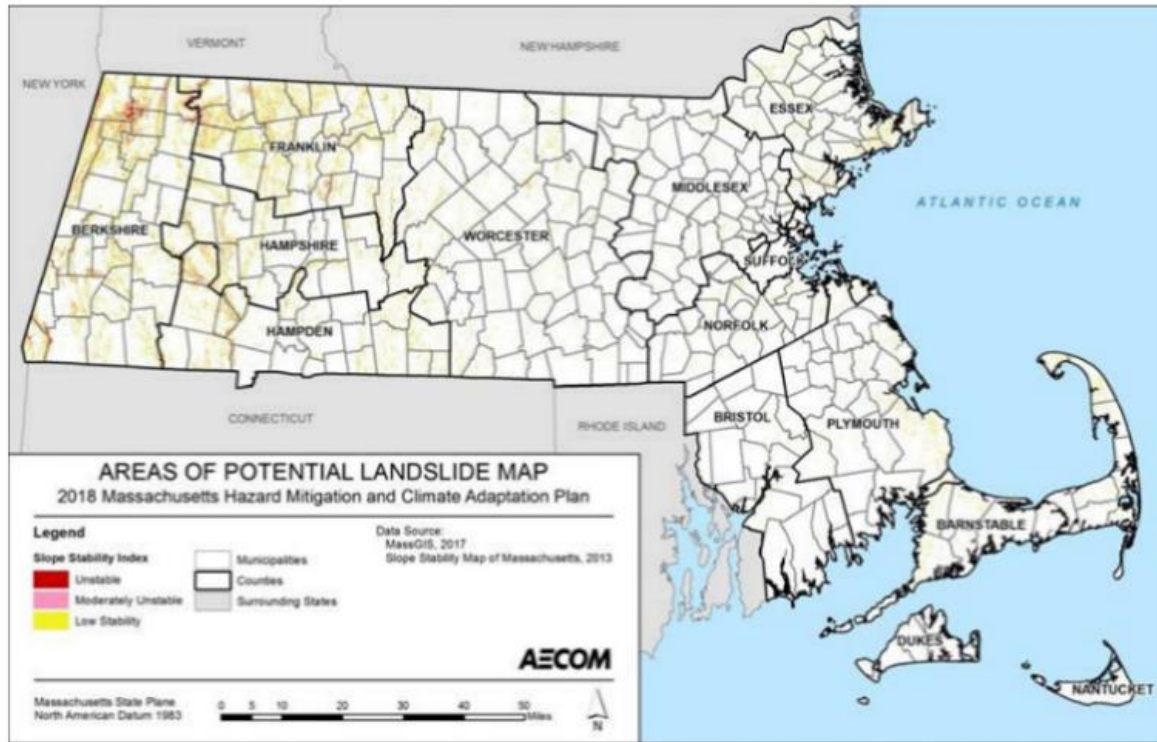 VERMONT
NEW HAMPSHIRE
NEW YORK
ESSEX
FRANKLIN
MIDDLESEX
ATLANTIC OCEAN
BERKSHIRE
HAMPSHIRE
WORCESTER
SUFFOLK
HAMPDEN
NORFOLK
CONNECTICUT
RHODE ISLAND
BRISTOL
PLYMOUTH
BARNSTABLE
DUKES
NANTUCKET
AREAS OF POTENTIAL LANDSLIDE MAP
2018 Massachusetts Hazard Mitigation and Climate Adaptation Plan
Legend
Slope Stability Index
Unstable
Moderately Unstable
Low Stability
Municipalities
Counties
Surrounding States
Data Source:
MassGIS, 2017
Slope Stability Map of Massachusetts, 2013
AECOM
Massachusetts State Plane
North American Datum 1983
0 5 10 20 30 40 50
Miles
N